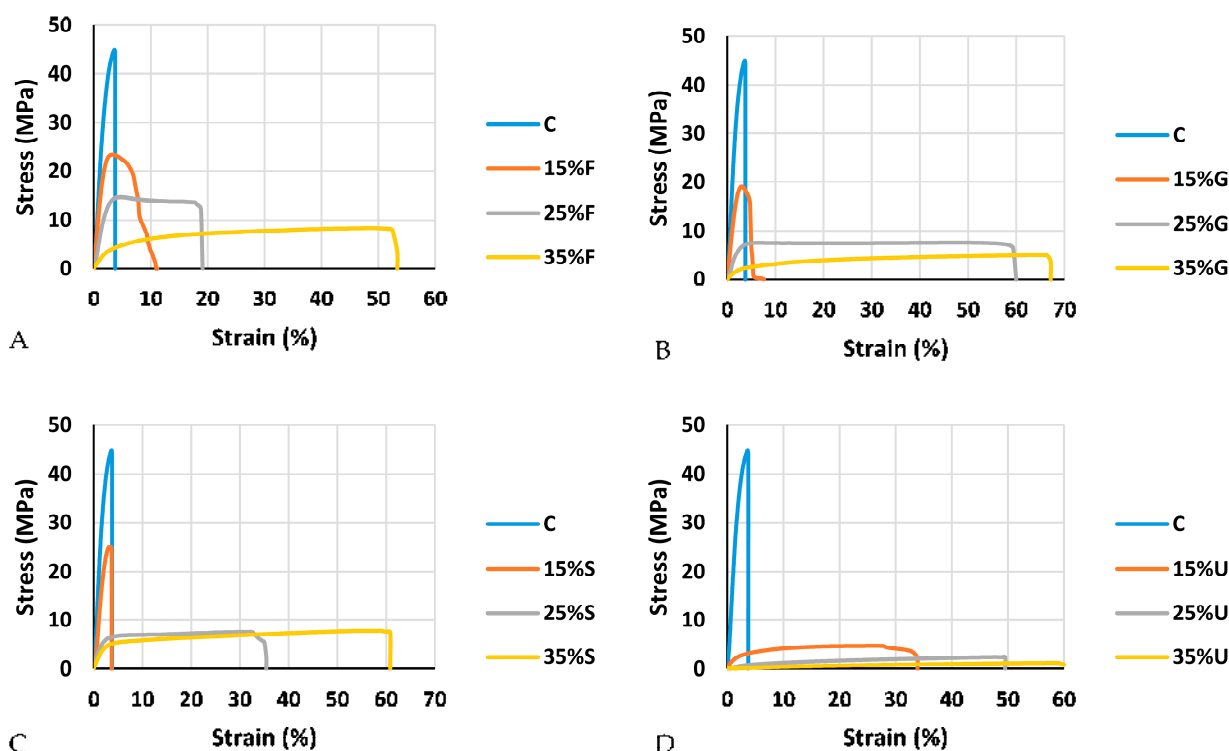 50
40
30
20
10
0
Stress (MPa)
0 10 20 30 40 50 60
Strain (%)
C
15%F
25%F
35%F
A
50
40
30
20
10
0
Stress (MPa)
0 10 20 30 40 50 60 70
Strain (%)
C
15%G
25%G
35%G
B
50
40
30
20
10
0
Stress (MPa)
0 10 20 30 40 50 60 70
Strain (%)
C
15%S
25%S
35%S
C
50
40
30
20
10
0
Stress (MPa)
0 10 20 30 40 50 60
Strain (%)
C
15%U
25%U
35%U
D